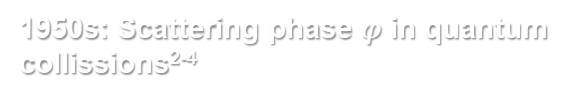 1950s: Scattering phase φ in quantum
collissions²⁻⁴